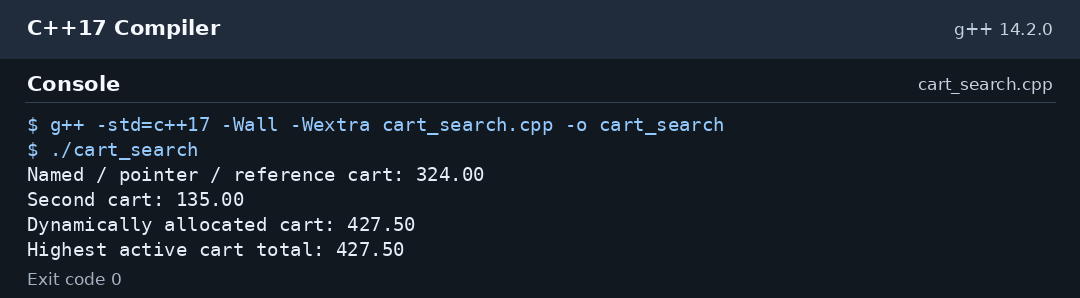 C++17 Compiler
g++ 14.2.0
Console
cart_search.cpp
$ g++ -std=c++17 -Wall -Wextra cart_search.cpp -o cart_search
$ ./cart_search
Named / pointer / reference cart: 324.00
Second cart: 135.00
Dynamically allocated cart: 427.50
Highest active cart total: 427.50
Exit code 0